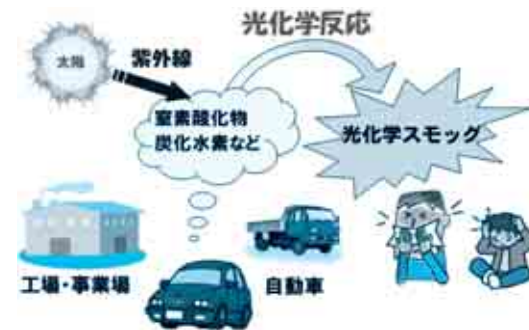 光化学反応
太陽
紫外線
窒素酸化物
炭化水素など
光化学スモッグ
工場・事業場
自動車